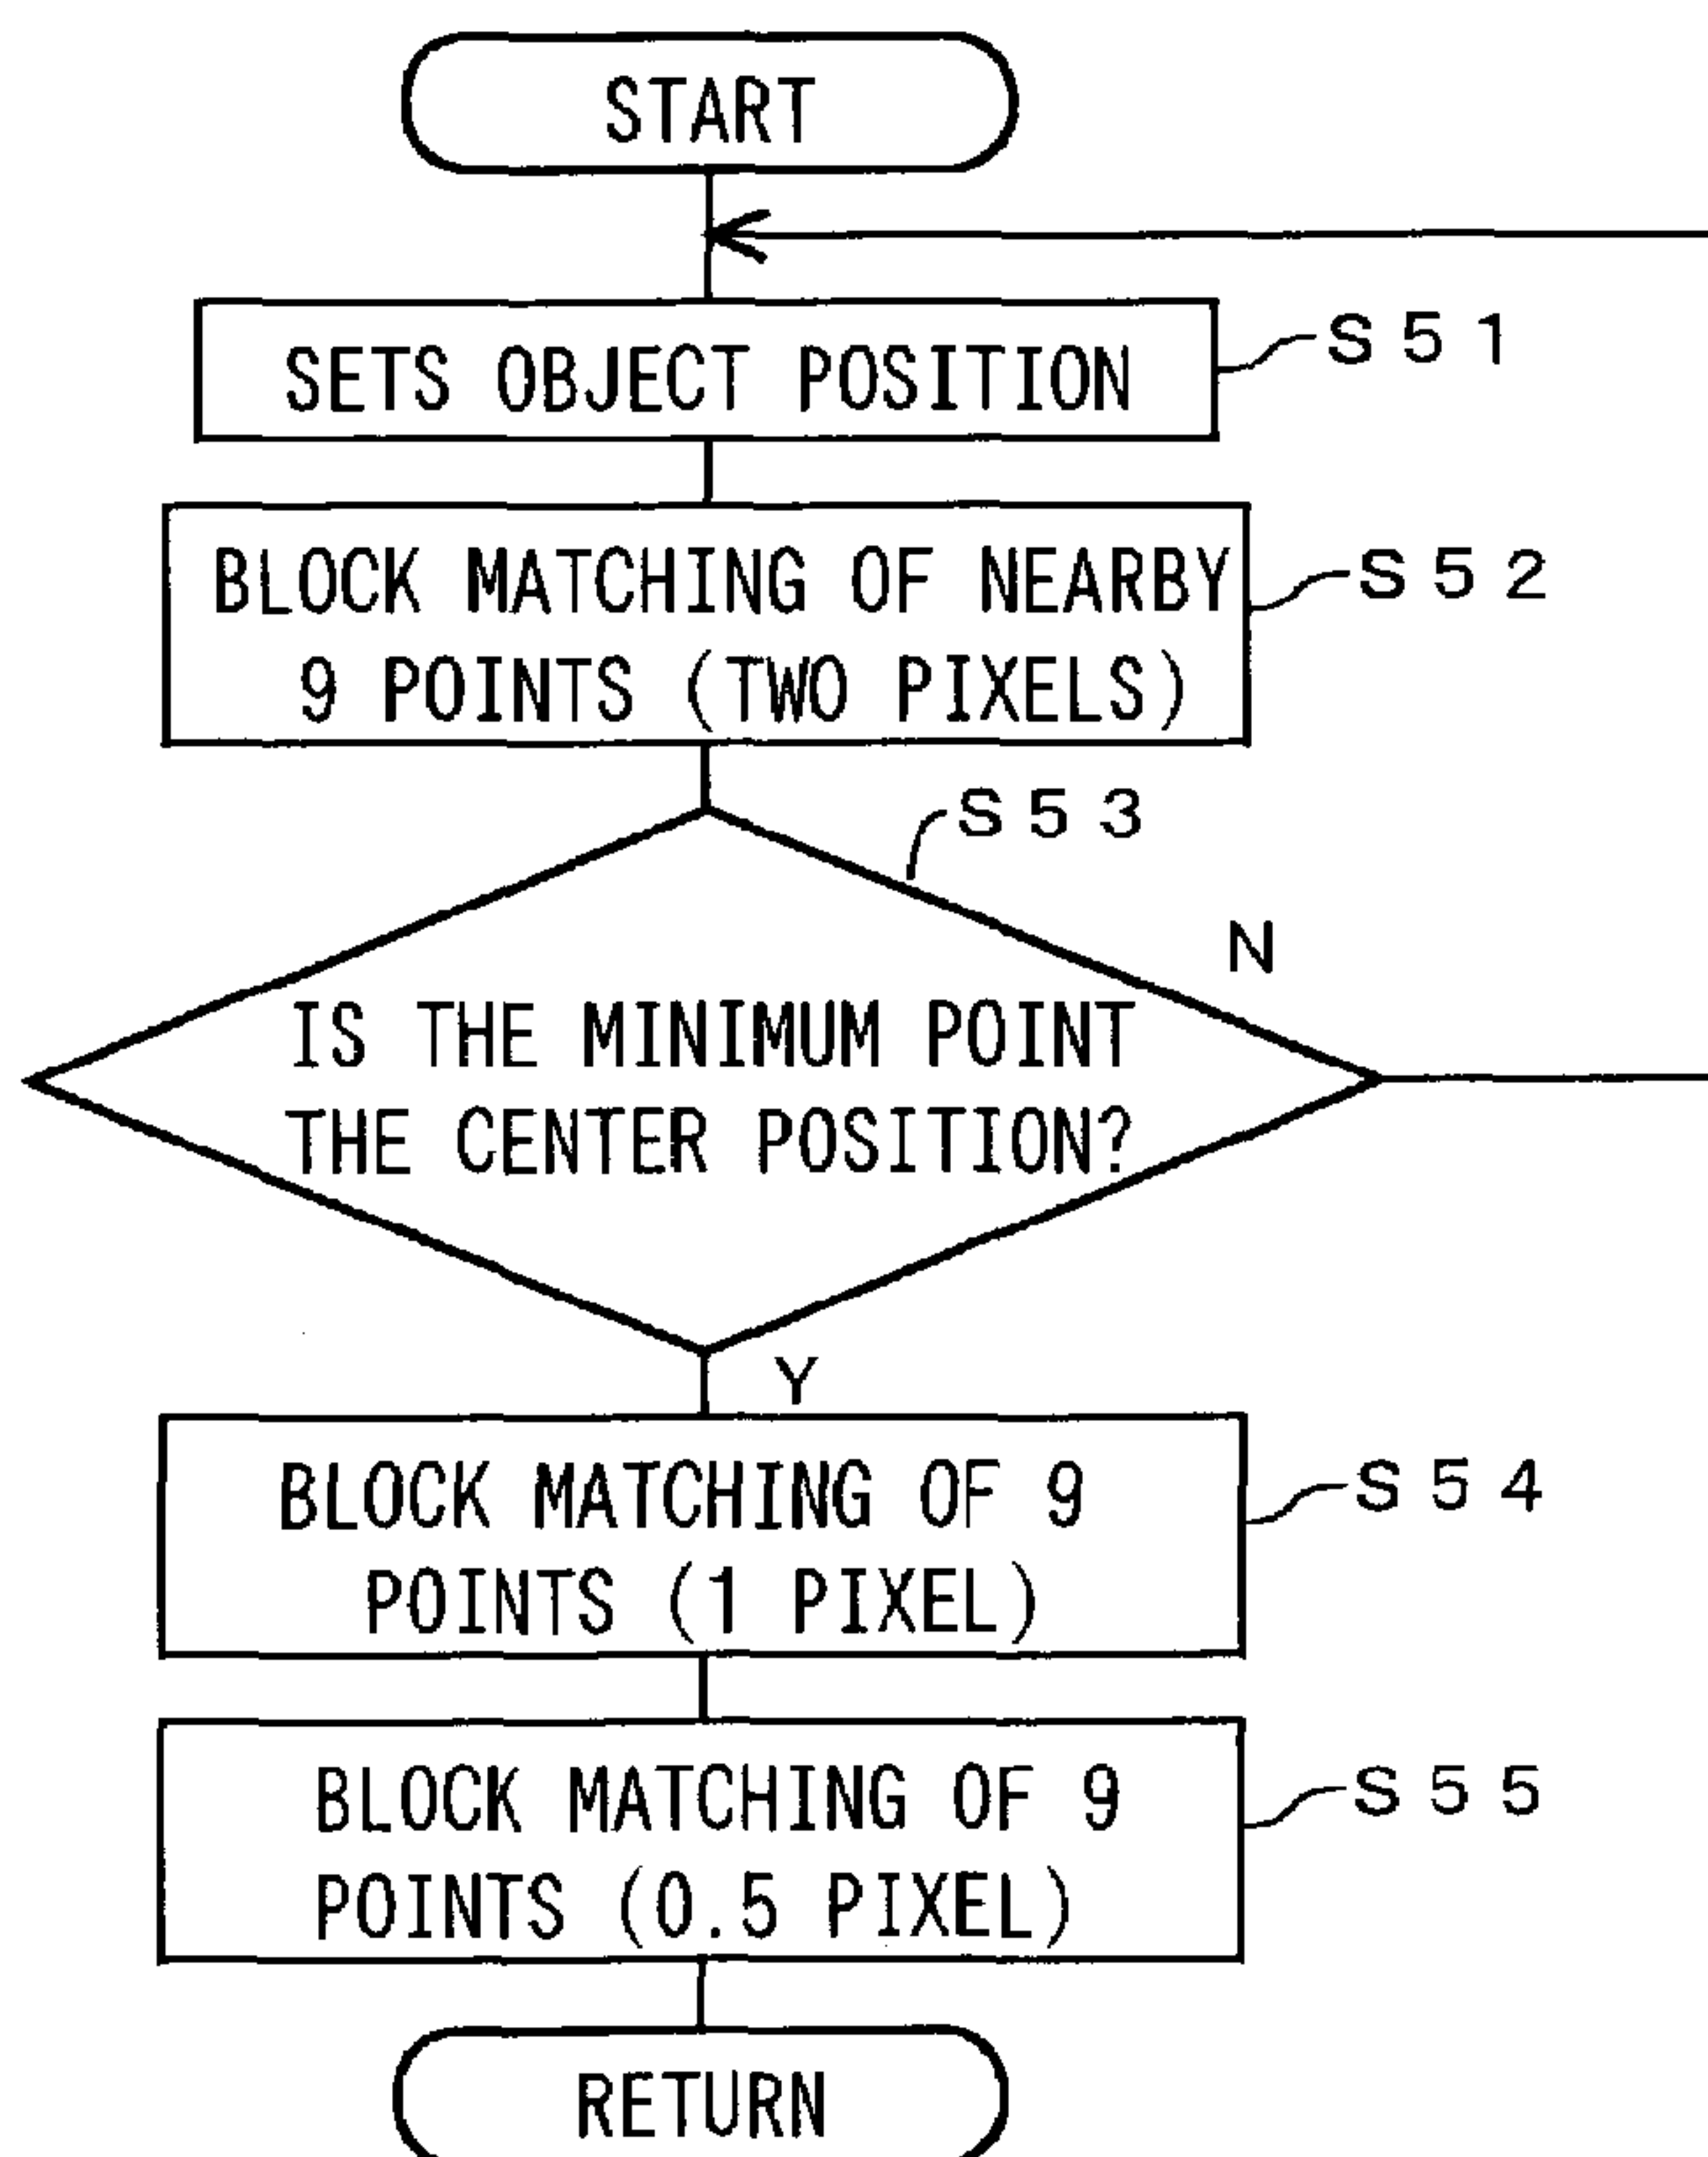 START
SETS OBJECT POSITION
S51
BLOCK MATCHING OF NEARBY
9 POINTS (TWO PIXELS)
S52
S53
N
IS THE MINIMUM POINT
THE CENTER POSITION?
Y
BLOCK MATCHING OF 9
POINTS (1 PIXEL)
S54
BLOCK MATCHING OF 9
POINTS (0.5 PIXEL)
S55
RETURN